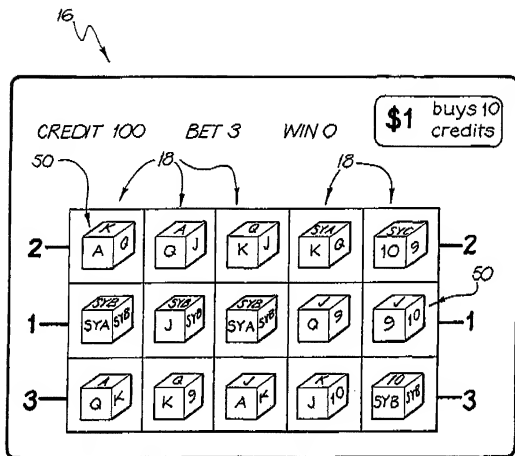 16
$1 buys 10
credits
CREDIT 100 BET 3 WIN 0
50 18 18
K A Q SYA SYC
2 A Q Q J K J K Q 10 9 2
50
SYB SYB SYB J J
1 SYA SYB J SYB SYA SYB Q 9 9 10 1
A Q J K 10
3 Q K K 9 A K J 10 SYB SYB 3